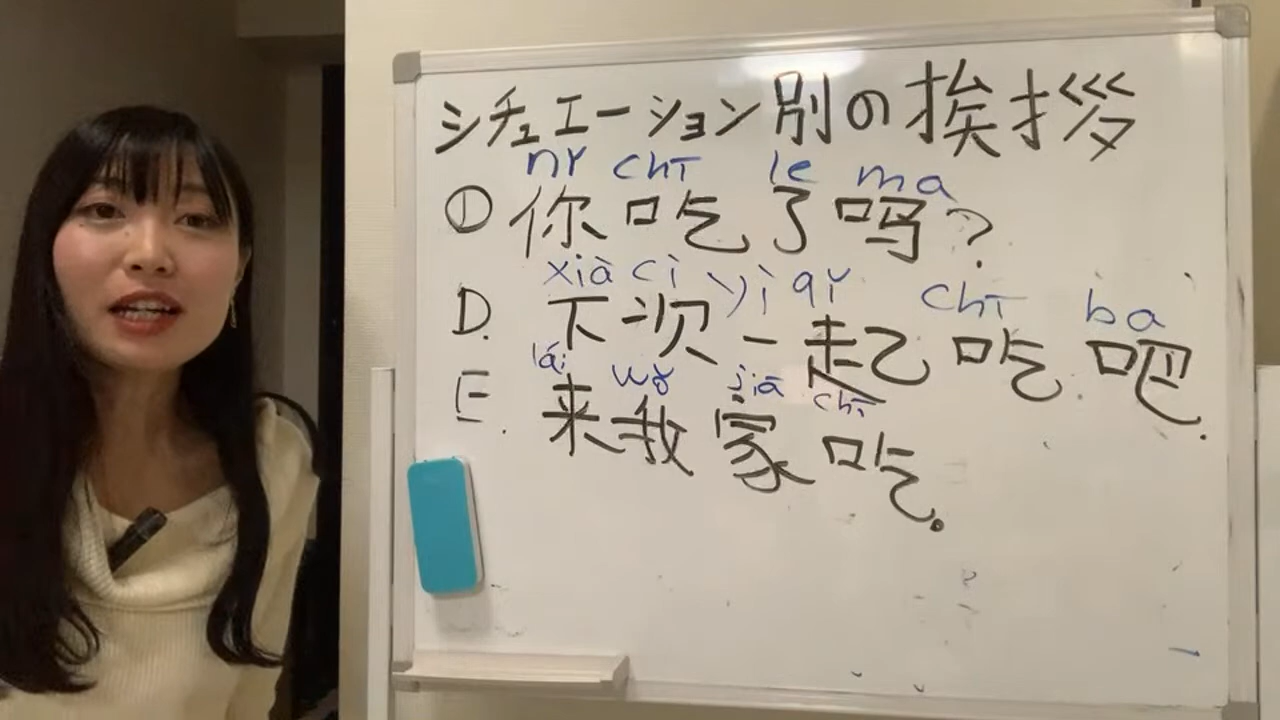 シチュエーション別の挨拶
nǐ chī le ma
① 你吃了吗?
xià cì yì qǐ chī ba
D. 下次一起吃吧.
lái wǒ jiā chī
E. 来我家吃。